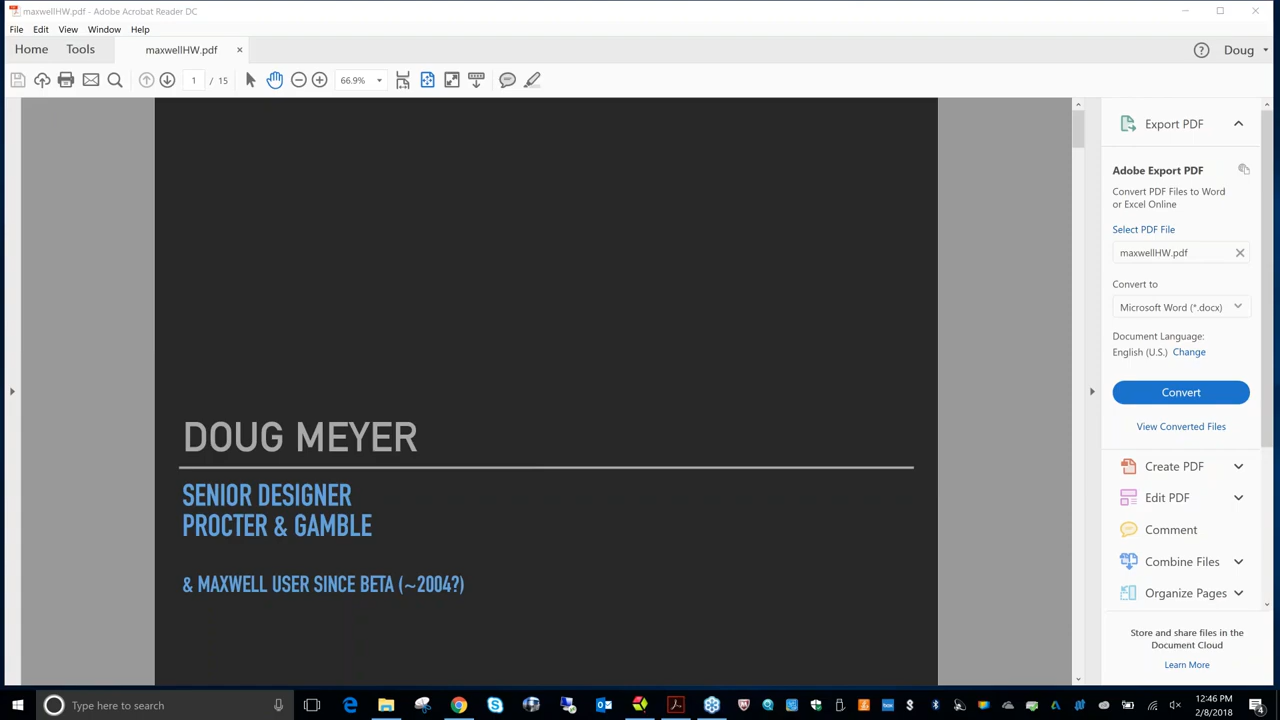 maxwellHW.pdf - Adobe Acrobat Reader DC
File Edit View Window Help
Home Tools maxwellHW.pdf × Doug
1 / 15 66.9%
Export PDF
Adobe Export PDF
Convert PDF Files to Word
or Excel Online
Select PDF File
maxwellHW.pdf
Convert to
Microsoft Word (*.docx)
Document Language:
English (U.S.) Change
Convert
View Converted Files
Create PDF
Edit PDF
Comment
Combine Files
Organize Pages
Store and share files in the
Document Cloud
Learn More
DOUG MEYER
SENIOR DESIGNER
PROCTER & GAMBLE
& MAXWELL USER SINCE BETA (~2004?)
Type here to search
12:46 PM
2/8/2018